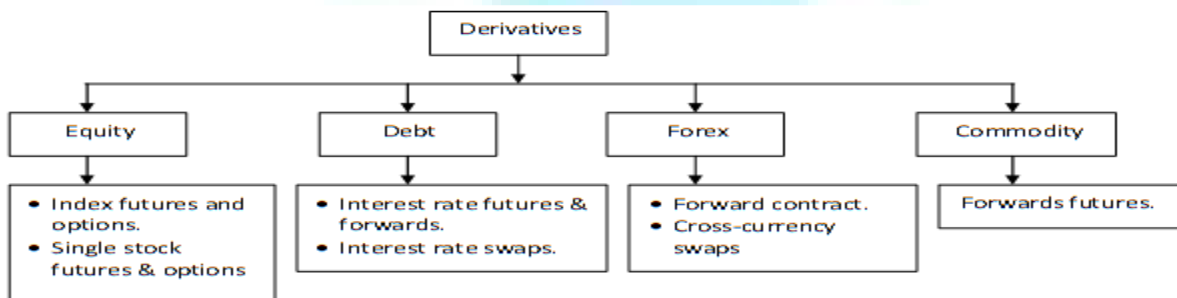 Derivatives
Equity
Debt
Forex
Commodity
• Index futures and
options.
• Single stock
futures & options
• Interest rate futures &
forwards.
• Interest rate swaps.
• Forward contract.
• Cross-currency
swaps
Forwards futures.